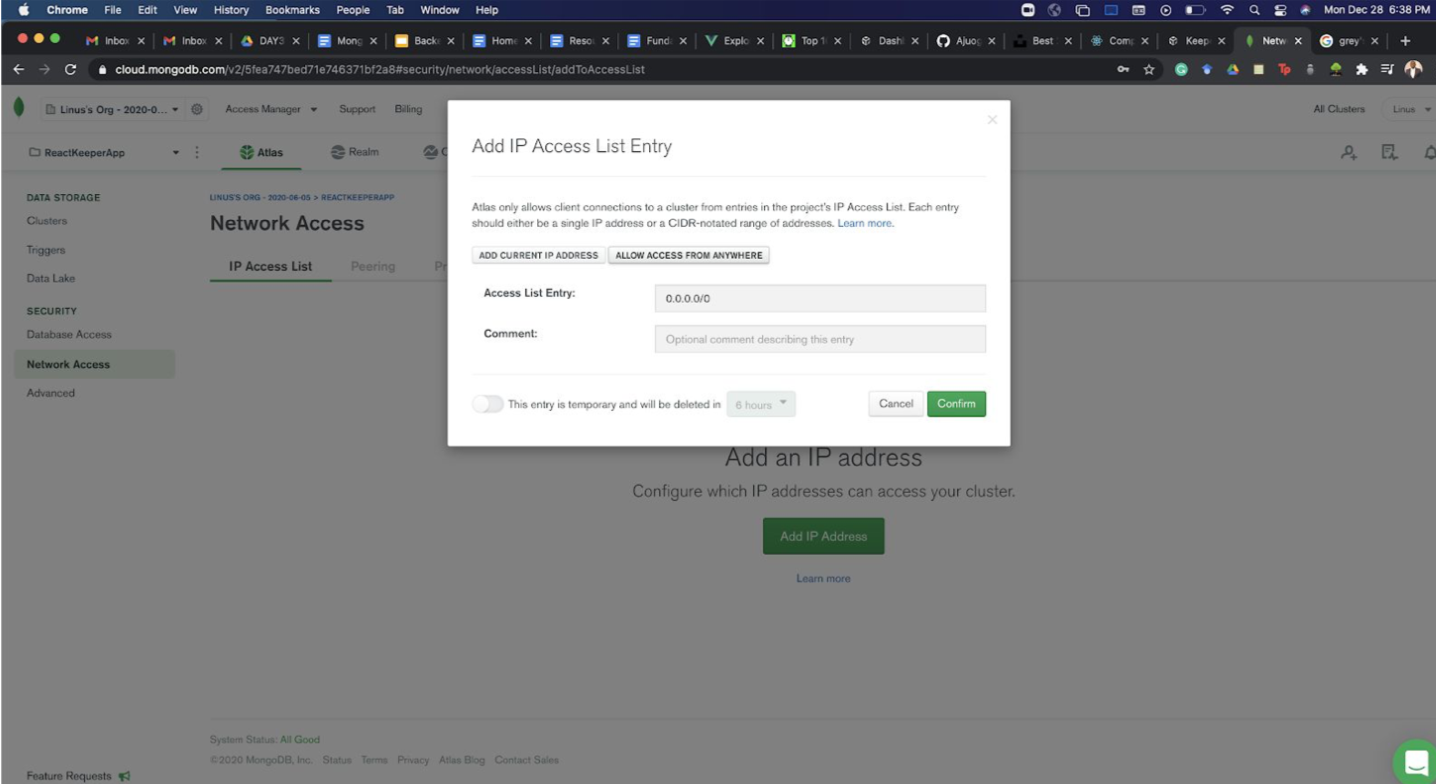 Chrome File Edit View History Bookmarks People Tab Window Help Mon Dec 28 6:38 PM
Inbox Inbox DAY3 Mong Back Home Reso Fund Explo Top 1 Dash Ajuog Best Comp Keep Netw grey'
cloud.mongodb.com/v2/5fea747bed71e746371bf2a8#security/network/accessList/addToAccessList
Linus's Org - 2020-0... Access Manager Support Billing All Clusters Linus
ReactKeeperApp Atlas Realm C
DATA STORAGE
Clusters
Triggers
Data Lake
SECURITY
Database Access
Network Access
Advanced
LINUS'S ORG - 2020-06-05 > REACTKEEPERAPP
Network Access
IP Access List Peering Pr
Add IP Access List Entry
Atlas only allows client connections to a cluster from entries in the project's IP Access List. Each entry
should either be a single IP address or a CIDR-notated range of addresses. Learn more.
ADD CURRENT IP ADDRESS ALLOW ACCESS FROM ANYWHERE
Access List Entry: 0.0.0.0/0
Comment: Optional comment describing this entry
This entry is temporary and will be deleted in 6 hours Cancel Confirm
Add an IP address
Configure which IP addresses can access your cluster.
Add IP Address
Learn more
System Status: All Good
©2020 MongoDB, Inc. Status Terms Privacy Atlas Blog Contact Sales
Feature Requests